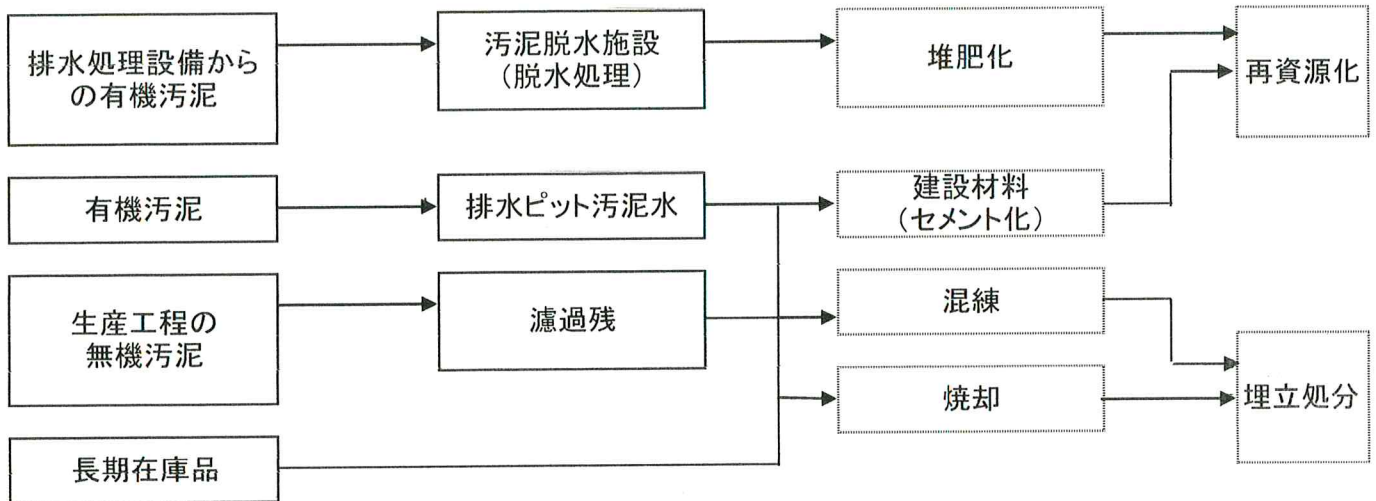 排水処理設備から
の有機汚泥
汚泥脱水施設
（脱水処理）
堆肥化
再資源化
有機汚泥
排水ピット汚泥水
建設材料
（セメント化）
生産工程の
無機汚泥
濾過残
混練
焼却
埋立処分
長期在庫品